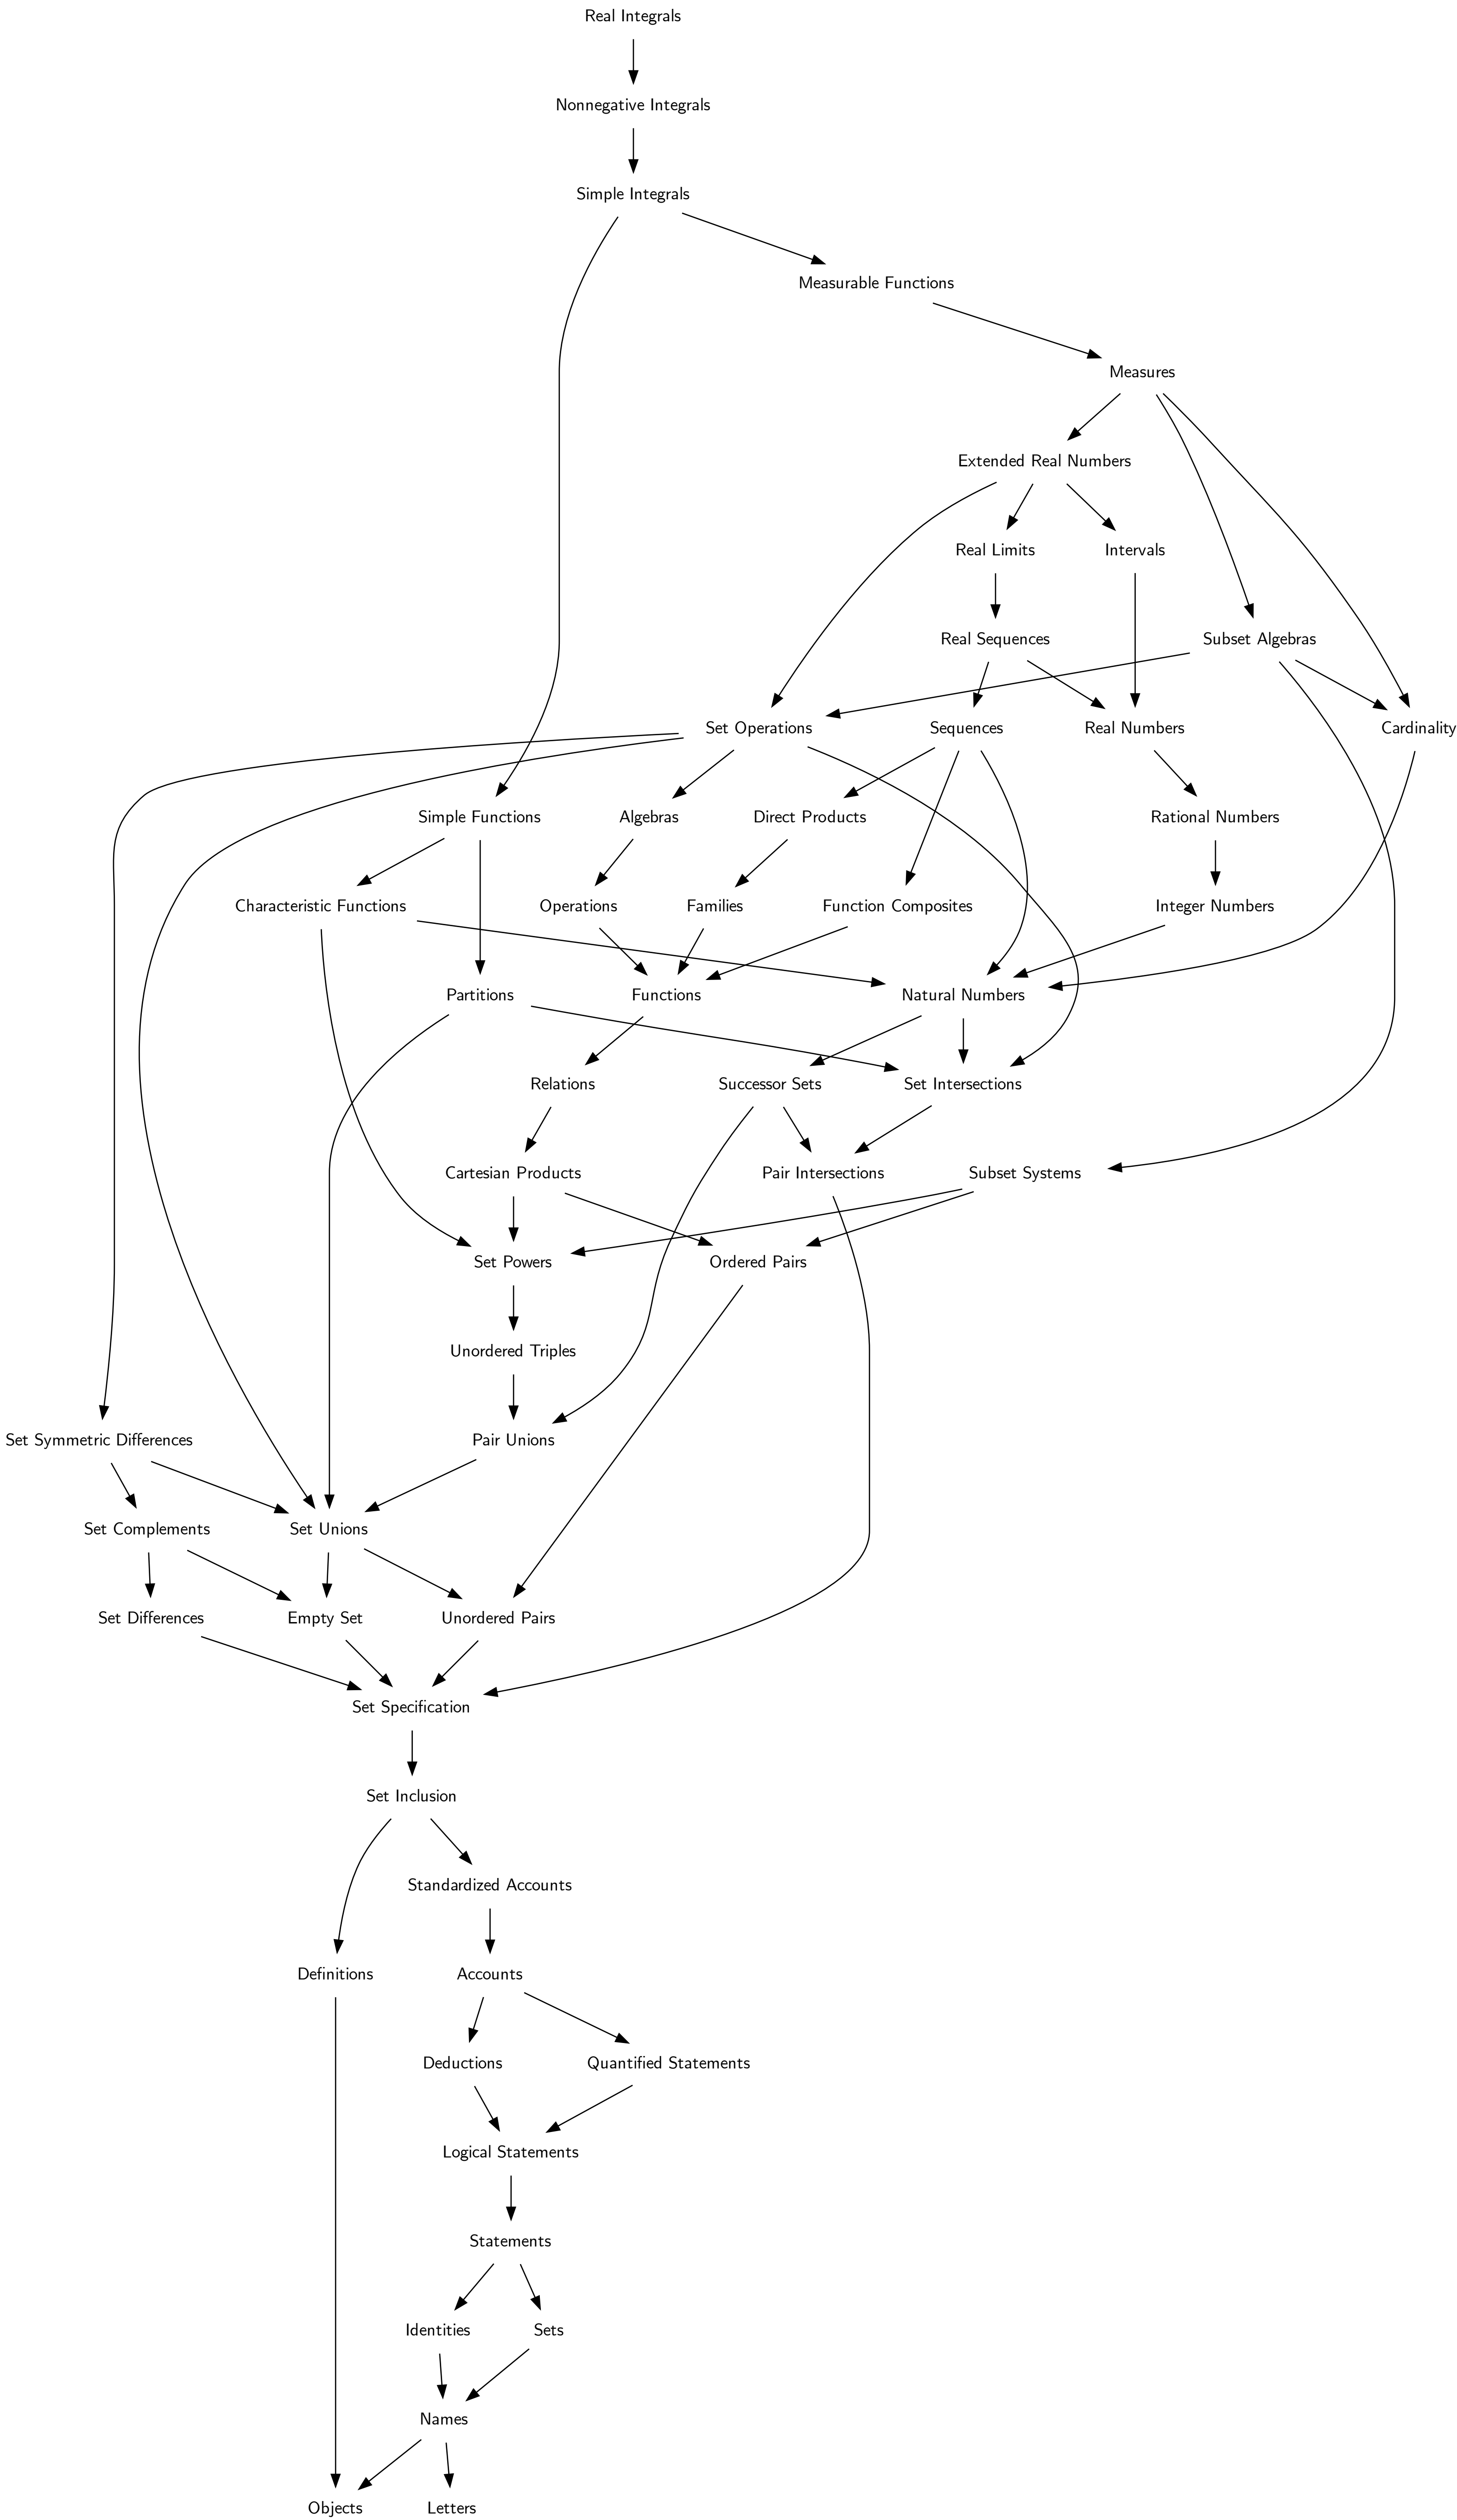 Real Integrals
Nonnegative Integrals
Simple Integrals
Measurable Functions
Measures
Extended Real Numbers
Real Limits
Intervals
Real Sequences
Subset Algebras
Set Operations
Sequences
Real Numbers
Cardinality
Simple Functions
Algebras
Direct Products
Rational Numbers
Characteristic Functions
Operations
Families
Function Composites
Integer Numbers
Partitions
Functions
Natural Numbers
Relations
Successor Sets
Set Intersections
Cartesian Products
Pair Intersections
Subset Systems
Set Powers
Ordered Pairs
Unordered Triples
Set Symmetric Differences
Pair Unions
Set Complements
Set Unions
Set Differences
Empty Set
Unordered Pairs
Set Specification
Set Inclusion
Standardized Accounts
Definitions
Accounts
Deductions
Quantified Statements
Logical Statements
Statements
Identities
Sets
Names
Objects
Letters